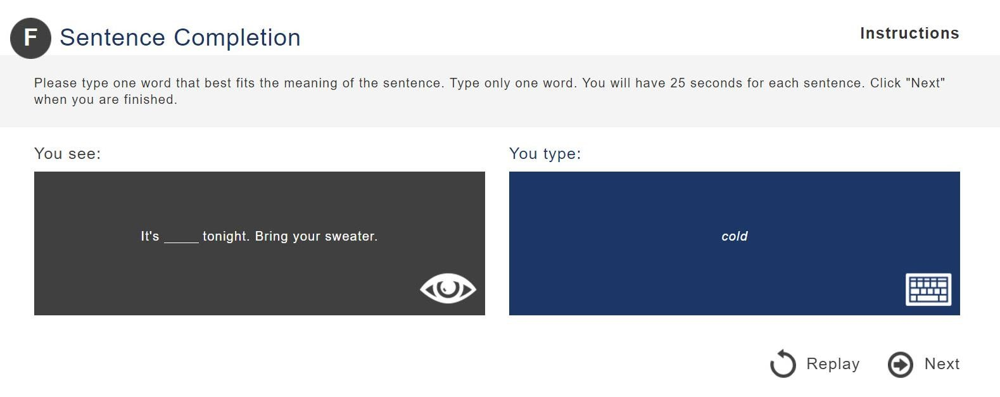 F Sentence Completion
Instructions
Please type one word that best fits the meaning of the sentence. Type only one word. You will have 25 seconds for each sentence. Click "Next"
when you are finished.
You see:
You type:
It's _____ tonight. Bring your sweater.
cold
Replay
Next